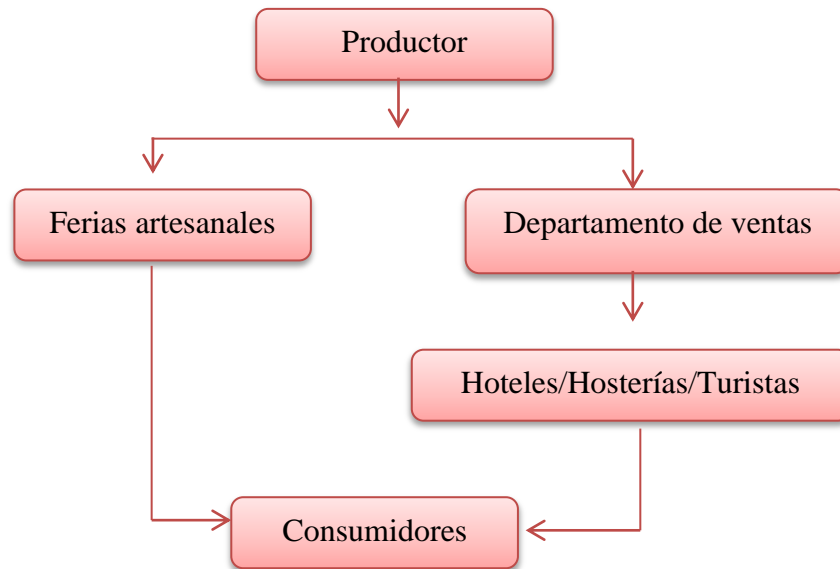 Productor
Ferias artesanales
Departamento de ventas
Hoteles/Hosterías/Turistas
Consumidores